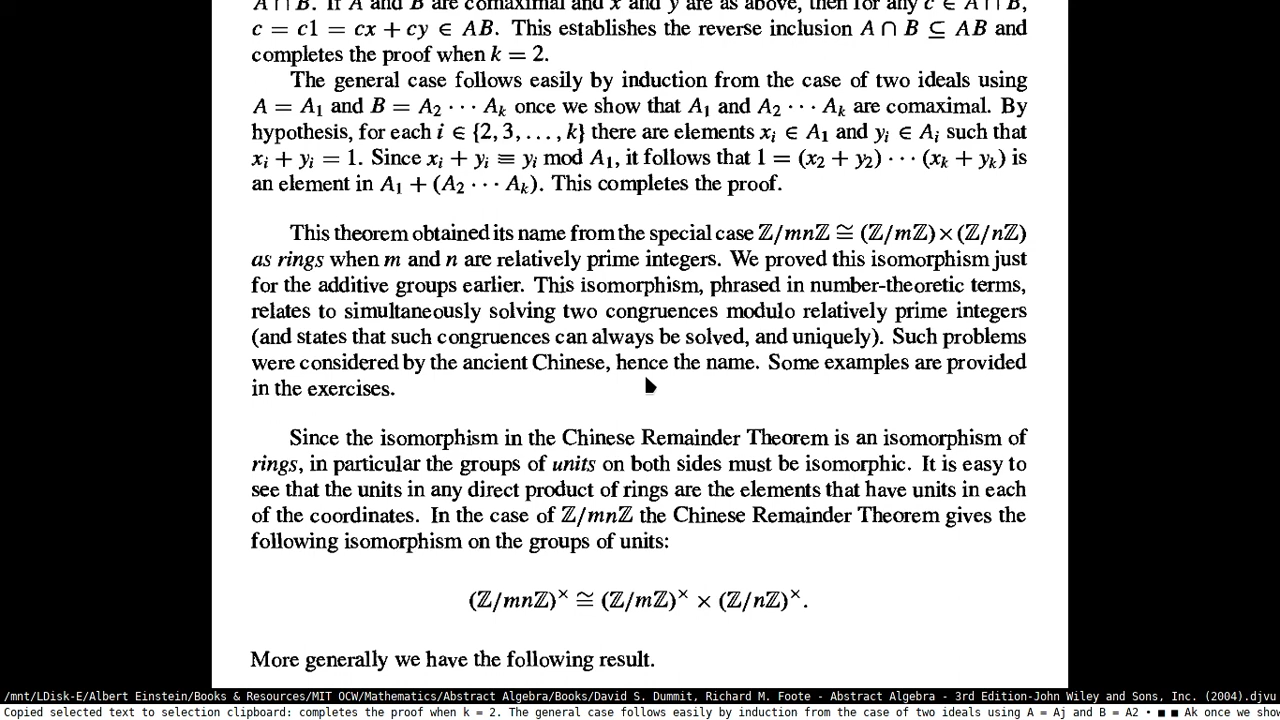 A ∩ B. If A and B are comaximal and x and y are as above, then for any c ∈ A ∩ B,
c = c1 = cx + cy ∈ AB. This establishes the reverse inclusion A ∩ B ⊆ AB and
completes the proof when k = 2.
The general case follows easily by induction from the case of two ideals using
A = A₁ and B = A₂ ⋯ Aₖ once we show that A₁ and A₂ ⋯ Aₖ are comaximal. By
hypothesis, for each i ∈ {2, 3, . . . , k} there are elements xᵢ ∈ A₁ and yᵢ ∈ Aᵢ such that
xᵢ + yᵢ = 1. Since xᵢ + yᵢ ≡ yᵢ mod A₁, it follows that 1 = (x₂ + y₂) ⋯ (xₖ + yₖ) is
an element in A₁ + (A₂ ⋯ Aₖ). This completes the proof.
This theorem obtained its name from the special case ℤ/mnℤ ≅ (ℤ/mℤ) × (ℤ/nℤ)
as rings when m and n are relatively prime integers. We proved this isomorphism just
for the additive groups earlier. This isomorphism, phrased in number-theoretic terms,
relates to simultaneously solving two congruences modulo relatively prime integers
(and states that such congruences can always be solved, and uniquely). Such problems
were considered by the ancient Chinese, hence the name. Some examples are provided
in the exercises.
Since the isomorphism in the Chinese Remainder Theorem is an isomorphism of
rings, in particular the groups of units on both sides must be isomorphic. It is easy to
see that the units in any direct product of rings are the elements that have units in each
of the coordinates. In the case of ℤ/mnℤ the Chinese Remainder Theorem gives the
following isomorphism on the groups of units:
(ℤ/mnℤ)ˣ ≅ (ℤ/mℤ)ˣ × (ℤ/nℤ)ˣ.
More generally we have the following result.
/mnt/LDisk-E/Albert Einstein/Books & Resources/MIT OCW/Mathematics/Abstract Algebra/Books/David S. Dummit, Richard M. Foote - Abstract Algebra - 3rd Edition-John Wiley and Sons, Inc. (2004).djvu
Copied selected text to selection clipboard: completes the proof when k = 2. The general case follows easily by induction from the case of two ideals using A = Aj and B = A2 • ■ ■ Ak once we sho